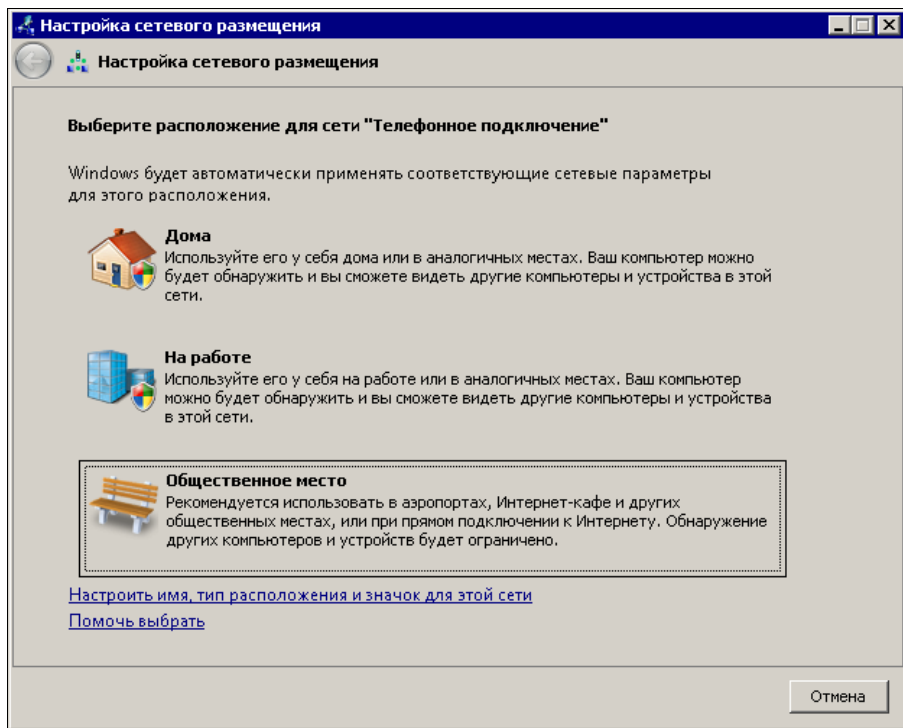 Настройка сетевого размещения
Настройка сетевого размещения
Выберите расположение для сети "Телефонное подключение"
Windows будет автоматически применять соответствующие сетевые параметры
для этого расположения.
Дома
Используйте его у себя дома или в аналогичных местах. Ваш компьютер можно
будет обнаружить и вы сможете видеть другие компьютеры и устройства в этой
сети.
На работе
Используйте его у себя на работе или в аналогичных местах. Ваш компьютер
можно будет обнаружить и вы сможете видеть другие компьютеры и устройства
в этой сети.
Общественное место
Рекомендуется использовать в аэропортах, Интернет-кафе и других
общественных местах, или при прямом подключении к Интернету. Обнаружение
других компьютеров и устройств будет ограничено.
Настроить имя, тип расположения и значок для этой сети
Помочь выбрать
Отмена